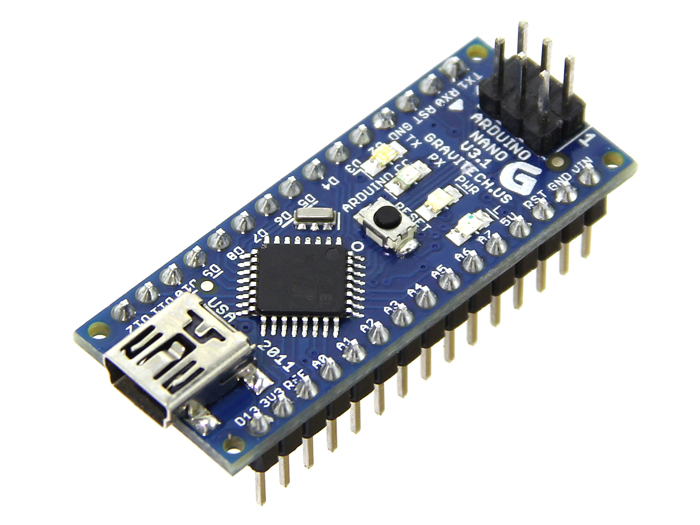 TX1
RX0
RST
GND
D2
D3
D4
D5
D6
D7
D8
D9
D10
D11
D12
ARDUINO
NANO
V3.1
GRAVITECH.US
G
1
TX
RX
PWR
L
ARDUINO
RESET
USA
2011
VIN
GND
RST
5V
A7
A6
A5
A4
A3
A2
A1
A0
REF
3V3
D13